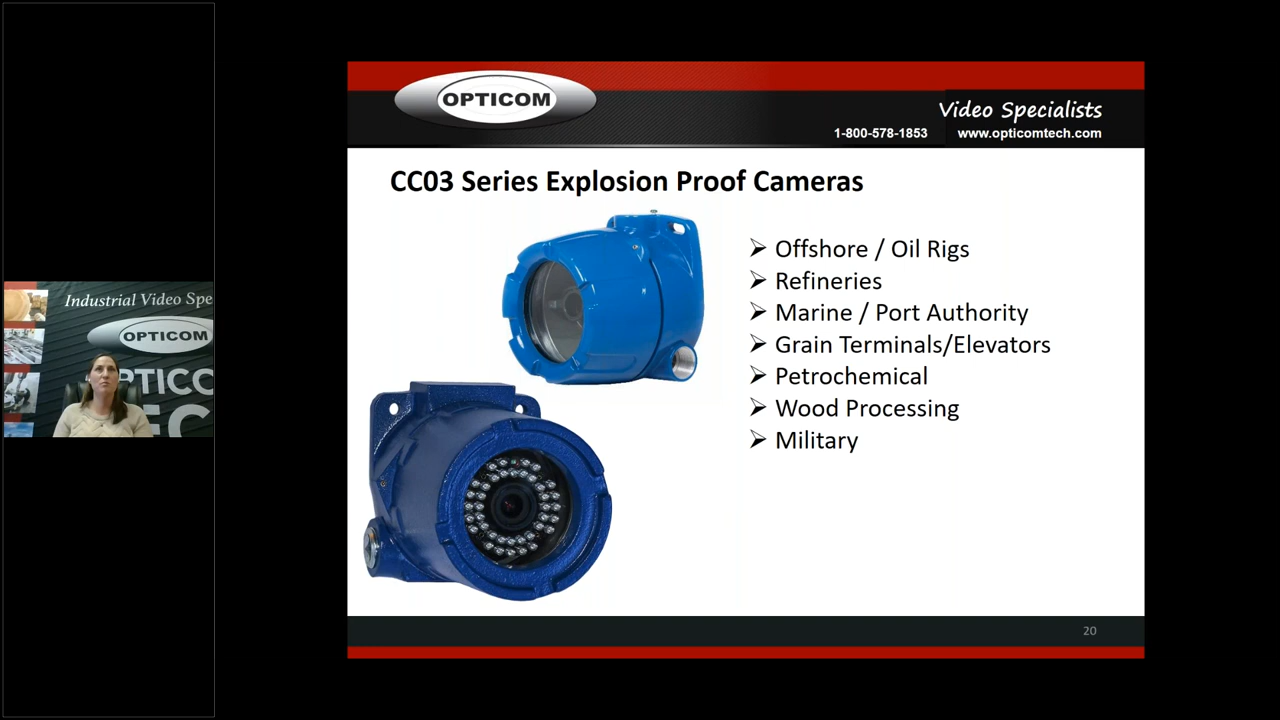 OPTICOM
Video Specialists
1-800-578-1853 www.opticomtech.com
CC03 Series Explosion Proof Cameras
Offshore / Oil Rigs
Refineries
Marine / Port Authority
Grain Terminals/Elevators
Petrochemical
Wood Processing
Military
20
Industrial Video Spe
OPTICOM